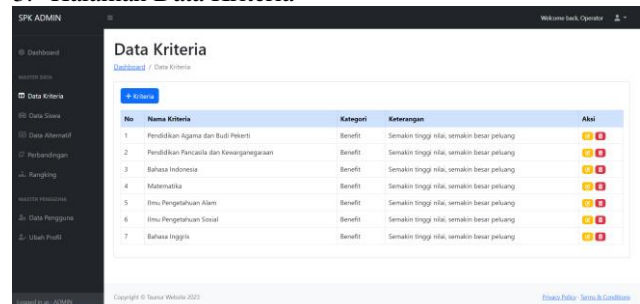 3. Halaman Data Kriteria
SPK ADMIN
Welcome back, Operator
Dashboard
MASTER DATA
Data Kriteria
Data Siswa
Data Alternatif
Perbandingan
Rangking
MASTER PENGGUNA
Data Pengguna
Ubah Profil
Logged in as : ADMIN
Data Kriteria
Dashboard / Data Kriteria
+ Kriteria
No Nama Kriteria Kategori Keterangan Aksi
1 Pendidikan Agama dan Budi Pekerti Benefit Semakin tinggi nilai, semakin besar peluang
2 Pendidikan Pancasila dan Kewarganegaraan Benefit Semakin tinggi nilai, semakin besar peluang
3 Bahasa Indonesia Benefit Semakin tinggi nilai, semakin besar peluang
4 Matematika Benefit Semakin tinggi nilai, semakin besar peluang
5 Ilmu Pengetahuan Alam Benefit Semakin tinggi nilai, semakin besar peluang
6 Ilmu Pengetahuan Sosial Benefit Semakin tinggi nilai, semakin besar peluang
7 Bahasa Inggris Benefit Semakin tinggi nilai, semakin besar peluang
Copyright © Website 2023
Privacy Policy · Terms & Conditions